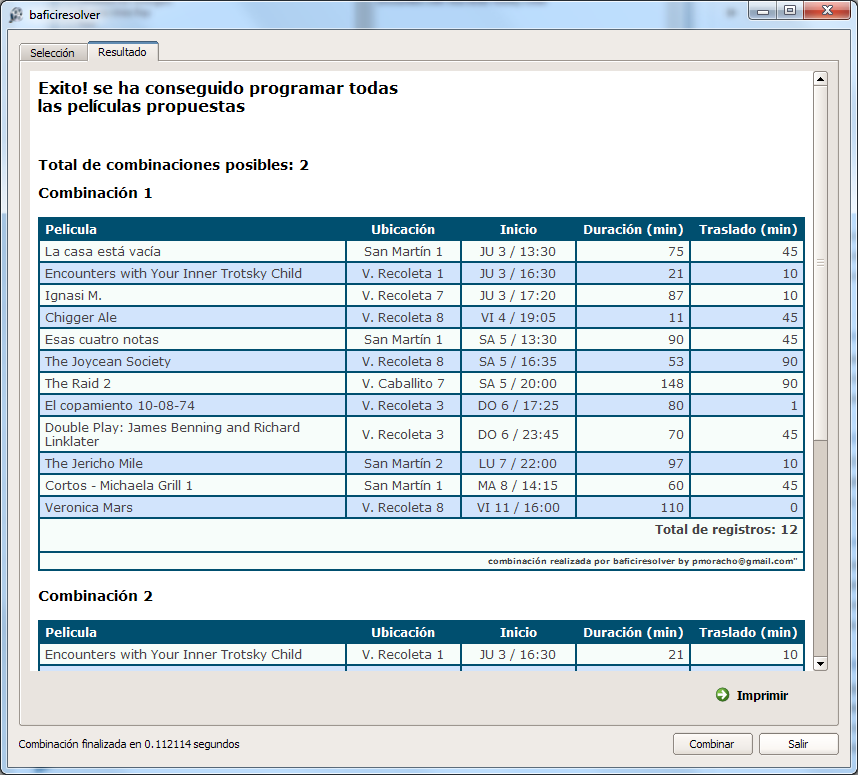 baficiresolver
Selección Resultado
Exito! se ha conseguido programar todas
las películas propuestas
Total de combinaciones posibles: 2
Combinación 1
Pelicula Ubicación Inicio Duración (min) Traslado (min)
La casa está vacía San Martín 1 JU 3 / 13:30 75 45
Encounters with Your Inner Trotsky Child V. Recoleta 1 JU 3 / 16:30 21 10
Ignasi M. V. Recoleta 7 JU 3 / 17:20 87 10
Chigger Ale V. Recoleta 8 VI 4 / 19:05 11 45
Esas cuatro notas San Martín 1 SA 5 / 13:30 90 45
The Joycean Society V. Recoleta 8 SA 5 / 16:35 53 90
The Raid 2 V. Caballito 7 SA 5 / 20:00 148 90
El copamiento 10-08-74 V. Recoleta 3 DO 6 / 17:25 80 1
Double Play: James Benning and Richard
Linklater V. Recoleta 3 DO 6 / 23:45 70 45
The Jericho Mile San Martín 2 LU 7 / 22:00 97 10
Cortos - Michaela Grill 1 San Martín 1 MA 8 / 14:15 60 45
Veronica Mars V. Recoleta 8 VI 11 / 16:00 110 0
Total de registros: 12
combinación realizada por baficiresolver by pmoracho@gmail.com"
Combinación 2
Pelicula Ubicación Inicio Duración (min) Traslado (min)
Encounters with Your Inner Trotsky Child V. Recoleta 1 JU 3 / 16:30 21 10
Imprimir
Combinación finalizada en 0.112114 segundos
Combinar Salir